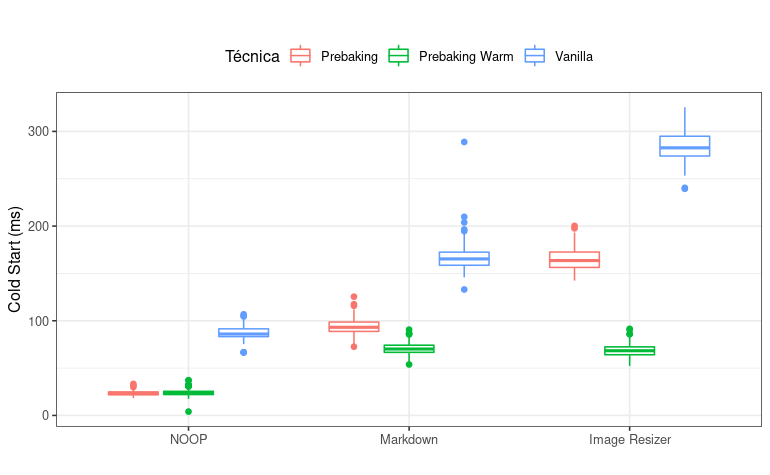 Técnica Prebaking Prebaking Warm Vanilla
Cold Start (ms)
300
200
100
0
NOOP Markdown Image Resizer